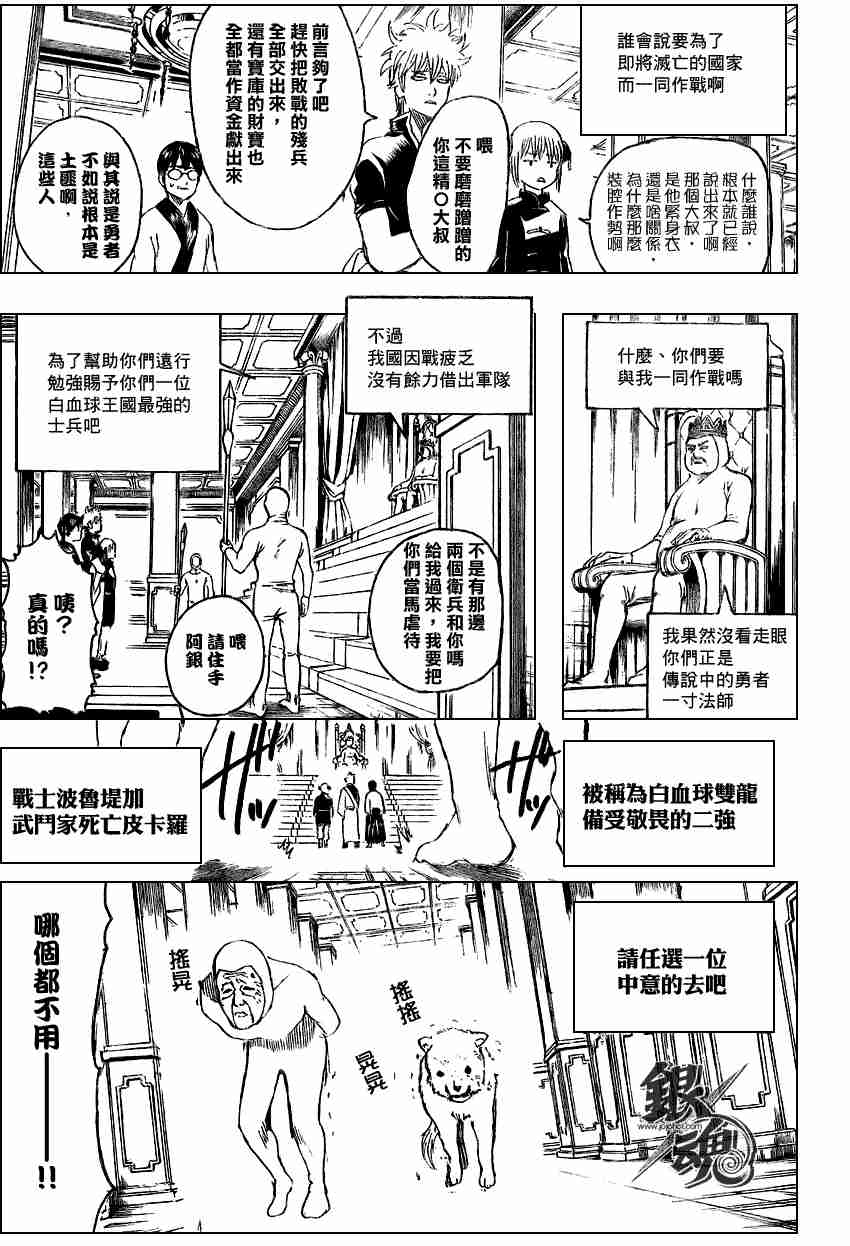 誰會說要為了
即將滅亡的國家
而一同作戰啊
什麼誰說，
根本就已經
說出來了啊
那個大叔，
是他緊身衣
還是啥關係，
為什麼那麼
裝腔作勢啊
喂
不要磨磨蹭蹭的
你這精〇大叔
前言夠了吧
趕快把敗戰的殘兵
全部交出來，
還有寶庫的財寶也
全都當作資金獻出來
與其說是勇者
不如說根本是
土匪啊，
這些人
什麼、你們要
與我一同作戰嗎
我果然沒看走眼
你們正是
傳說中的勇者
一寸法師
不過
我國因戰疲乏
沒有餘力借出軍隊
為了幫助你們遠行
勉強賜予你們一位
白血球王國最強的
士兵吧
不是有那邊
兩個衛兵和你嗎
給我過來，我要把
你們當馬虐待
喂
請住手
阿銀
咦？
真的嗎!?
被稱為白血球雙龍
備受敬畏的二強
戰士波魯堤加
武鬥家死亡皮卡羅
請任選一位
中意的去吧
搖搖
晃晃
搖晃
哪個都不用——!!
銀魂
www.jojohot.com